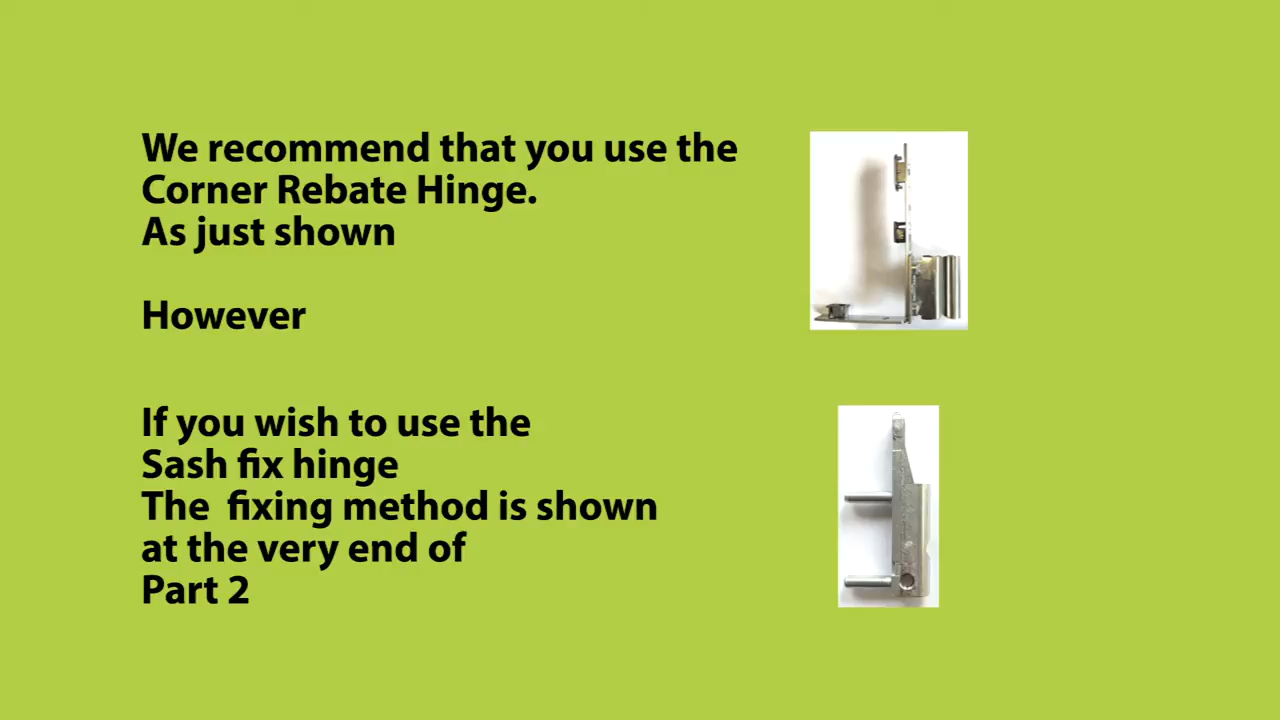 We recommend that you use the
Corner Rebate Hinge.
As just shown
However
If you wish to use the
Sash fix hinge
The fixing method is shown
at the very end of
Part 2